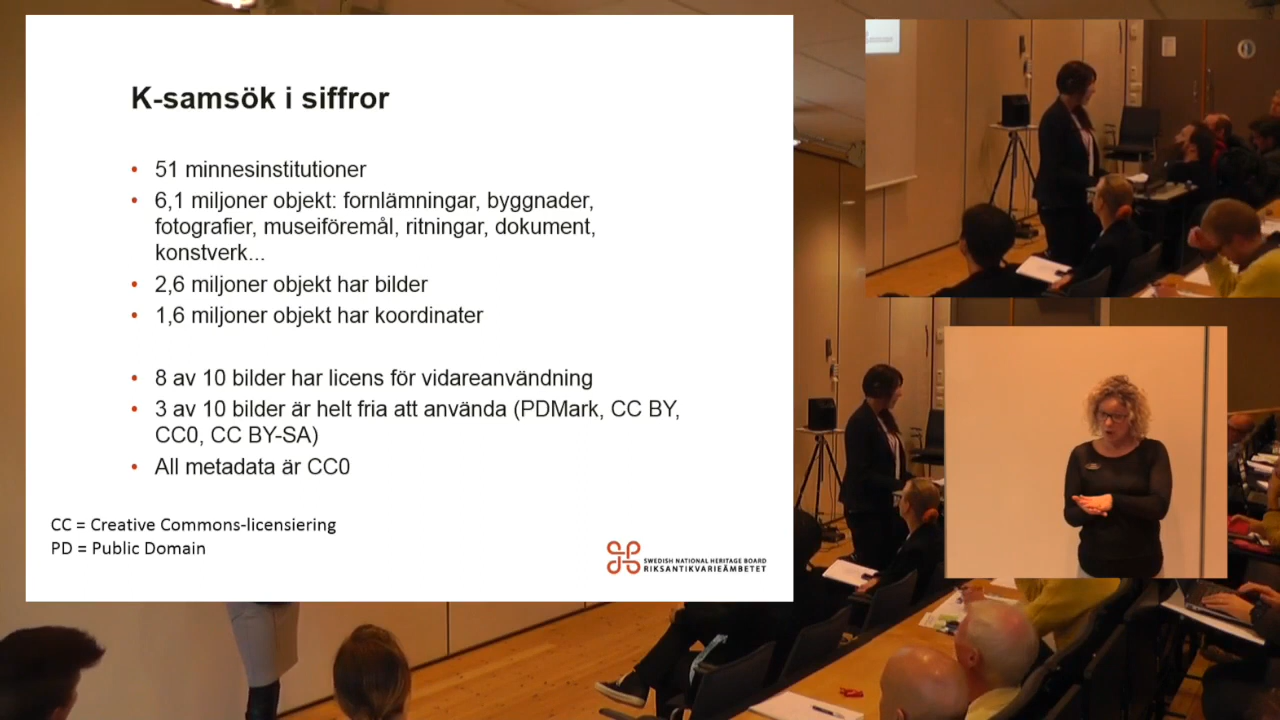 K-samsök i siffror
• 51 minnesinstitutioner
• 6,1 miljoner objekt: fornlämningar, byggnader,
fotografier, museiföremål, ritningar, dokument,
konstverk...
• 2,6 miljoner objekt har bilder
• 1,6 miljoner objekt har koordinater
• 8 av 10 bilder har licens för vidareanvändning
• 3 av 10 bilder är helt fria att använda (PDMark, CC BY,
CC0, CC BY-SA)
• All metadata är CC0
CC = Creative Commons-licensiering
PD = Public Domain
SWEDISH NATIONAL HERITAGE BOARD
RIKSANTIKVARIEÄMBETET